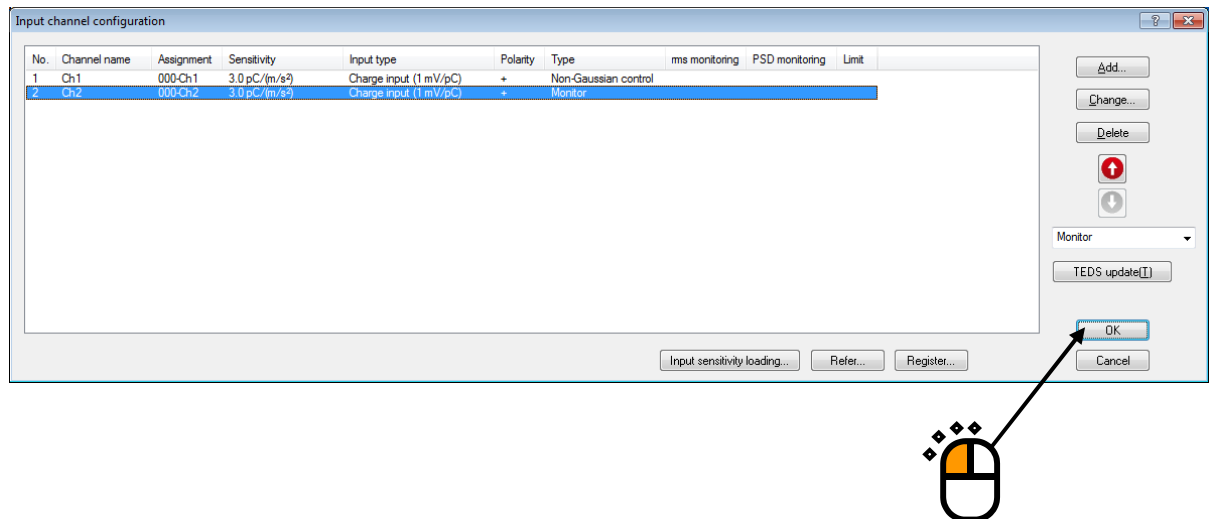 Input channel configuration
No. Channel name Assignment Sensitivity Input type Polarity Type rms monitoring PSD monitoring Limit
1 Ch1 000-Ch1 3.0 pC/(m/s²) Charge input (1 mV/pC) + Non-Gaussian control
2 Ch2 000-Ch2 3.0 pC/(m/s²) Charge input (1 mV/pC) + Monitor
Add...
Change...
Delete
Monitor
TEDS update(T)
OK
Input sensitivity loading... Refer... Register... Cancel